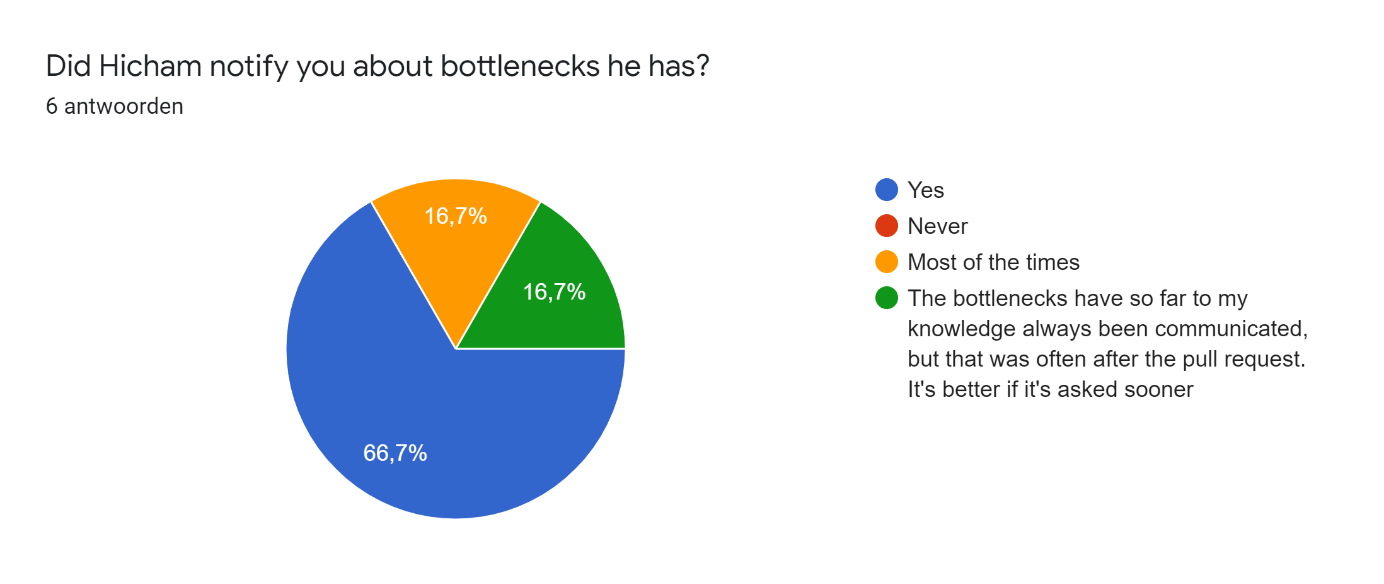 Did Hicham notify you about bottlenecks he has?
6 antwoorden
16,7%
16,7%
66,7%
Yes
Never
Most of the times
The bottlenecks have so far to my
knowledge always been communicated,
but that was often after the pull request.
It's better if it's asked sooner